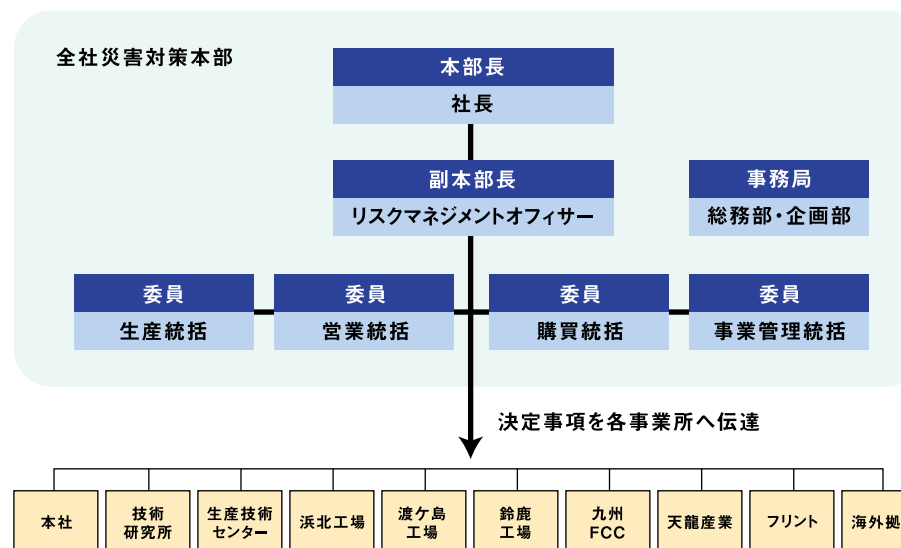 全社災害対策本部
本部長
社長
副本部長
リスクマネジメントオフィサー
事務局
総務部・企画部
委員
生産統括
委員
営業統括
委員
購買統括
委員
事業管理統括
決定事項を各事業所へ伝達
本社
技術
研究所
生産技術
センター
浜北工場
渡ケ島
工場
鈴鹿
工場
九州
FCC
天龍産業
フリント
海外拠